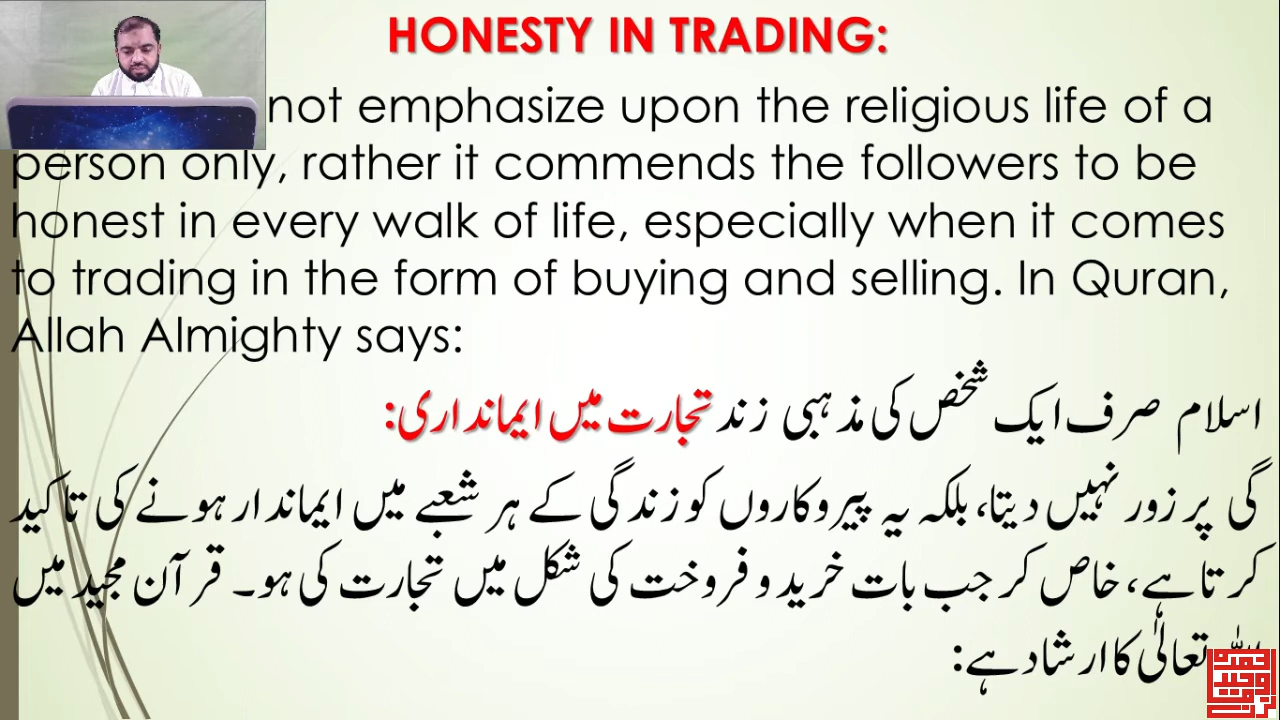 HONESTY IN TRADING:
not emphasize upon the religious life of a
person only, rather it commends the followers to be
honest in every walk of life, especially when it comes
to trading in the form of buying and selling. In Quran,
Allah Almighty says:
اسلام صرف ایک شخص کی مذہبی زند تجارت میں ایمانداری:
گی پر زور نہیں دیتا، بلکہ یہ پیروکاروں کو زندگی کے ہر شعبے میں ایماندار ہونے کی تاکید
کرتا ہے، خاص کر جب بات خرید و فروخت کی شکل میں تجارت کی ہو۔ قرآن مجید میں
اللہ تعالٰی کا ارشاد ہے: